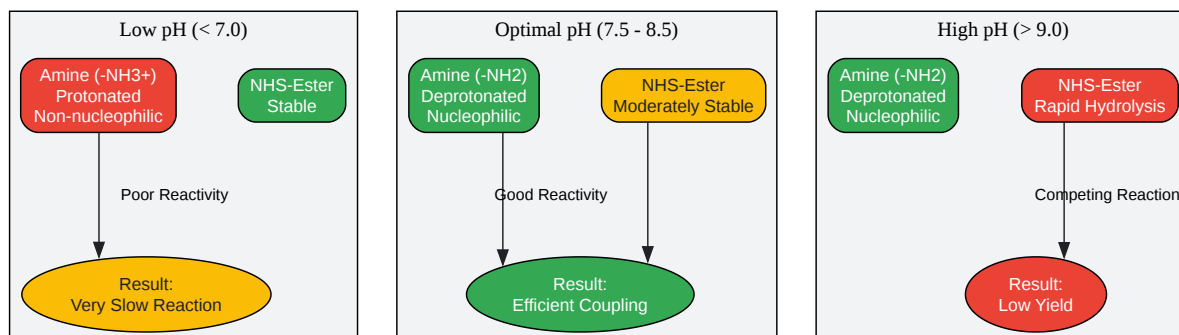 Low pH (< 7.0)
Amine (-NH3+)
Protonated
Non-nucleophilic
NHS-Ester
Stable
Poor Reactivity
Result:
Very Slow Reaction
Optimal pH (7.5 - 8.5)
Amine (-NH2)
Deprotonated
Nucleophilic
NHS-Ester
Moderately Stable
Good Reactivity
Result:
Efficient Coupling
High pH (> 9.0)
Amine (-NH2)
Deprotonated
Nucleophilic
NHS-Ester
Rapid Hydrolysis
Competing Reaction
Result:
Low Yield